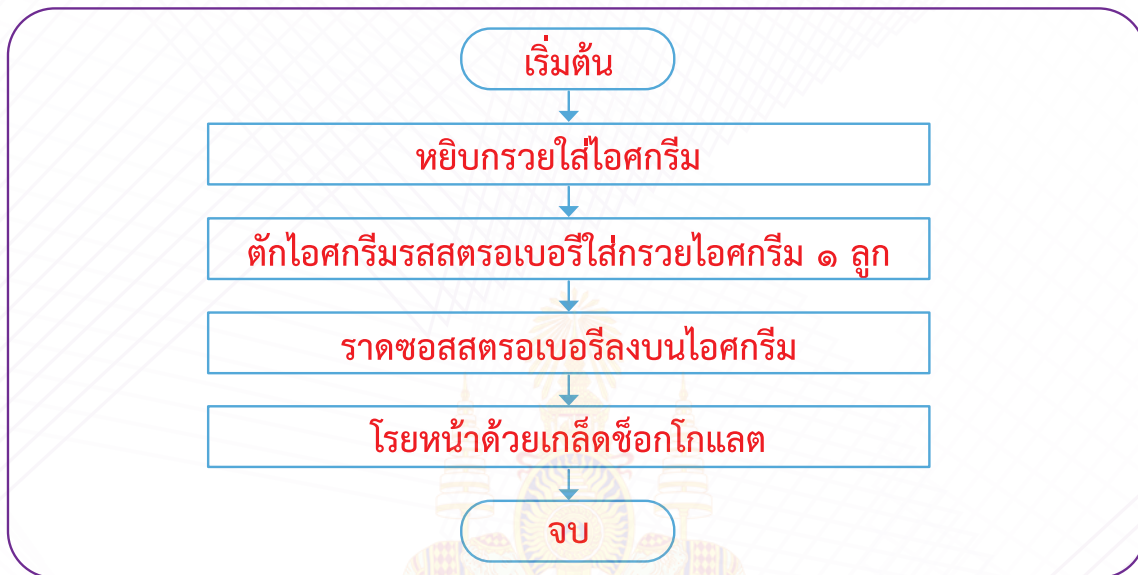 เริ่มต้น
หยิบกรวยใส่ไอศกรีม
ตักไอศกรีมรสสตรอเบอรีใส่กรวยไอศกรีม ๑ ลูก
ราดซอสสตรอเบอรีลงบนไอศกรีม
โรยหน้าด้วยเกล็ดช็อกโกแลต
จบ